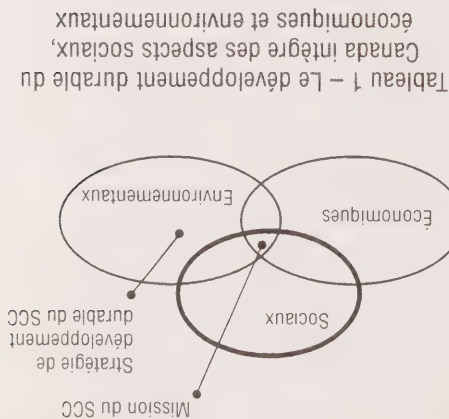 Mission du SCC
Stratégie de
développement
durable du SCC
Sociaux
Économiques
Environnementaux
Tableau 1 – Le développement durable du
Canada intègre des aspects sociaux,
économiques et environnementaux